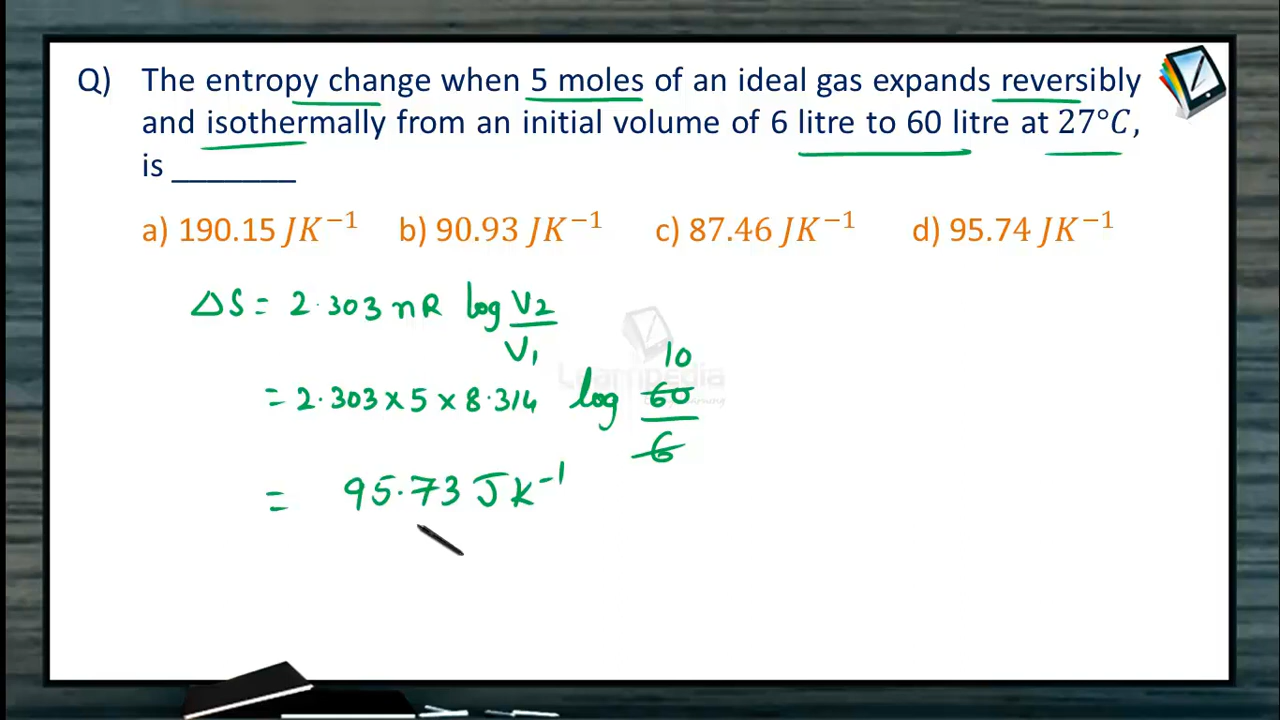 Q) The entropy change when 5 moles of an ideal gas expands reversibly
and isothermally from an initial volume of 6 litre to 60 litre at 27°C,
is _______
a) 190.15 JK⁻¹ b) 90.93 JK⁻¹ c) 87.46 JK⁻¹ d) 95.74 JK⁻¹
ΔS = 2.303 nR log V2/V1
= 2.303 x 5 x 8.314 log 60/6
10
= 95.73 JK⁻¹
Learnpedia